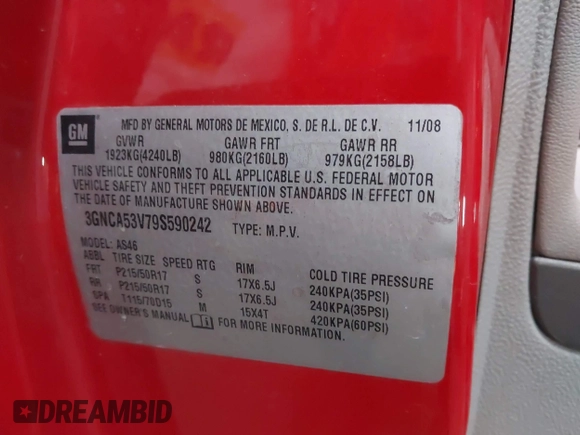 GM
MFD BY GENERAL MOTORS DE MEXICO, S. DE R.L. DE C.V. 11/08
GVWR GAWR FRT GAWR RR
1923KG(4240LB) 980KG(2160LB) 979KG(2158LB)
THIS VEHICLE CONFORMS TO ALL APPLICABLE U.S. FEDERAL MOTOR
VEHICLE SAFETY AND THEFT PREVENTION STANDARDS IN EFFECT ON
THE DATE OF MANUFACTURE SHOWN ABOVE.
3GNCA53V79S590242 TYPE: M.P.V.
MODEL: AS46
ABBL TIRE SIZE SPEED RTG RIM COLD TIRE PRESSURE
FRT P215/50R17 S 17X6.5J 240KPA(35PSI)
RR P215/50R17 S 17X6.5J 240KPA(35PSI)
SPA T115/70D15 M 15X4T 420KPA(60PSI)
SEE OWNER'S MANUAL FOR MORE INFORMATION.
DREAMBID